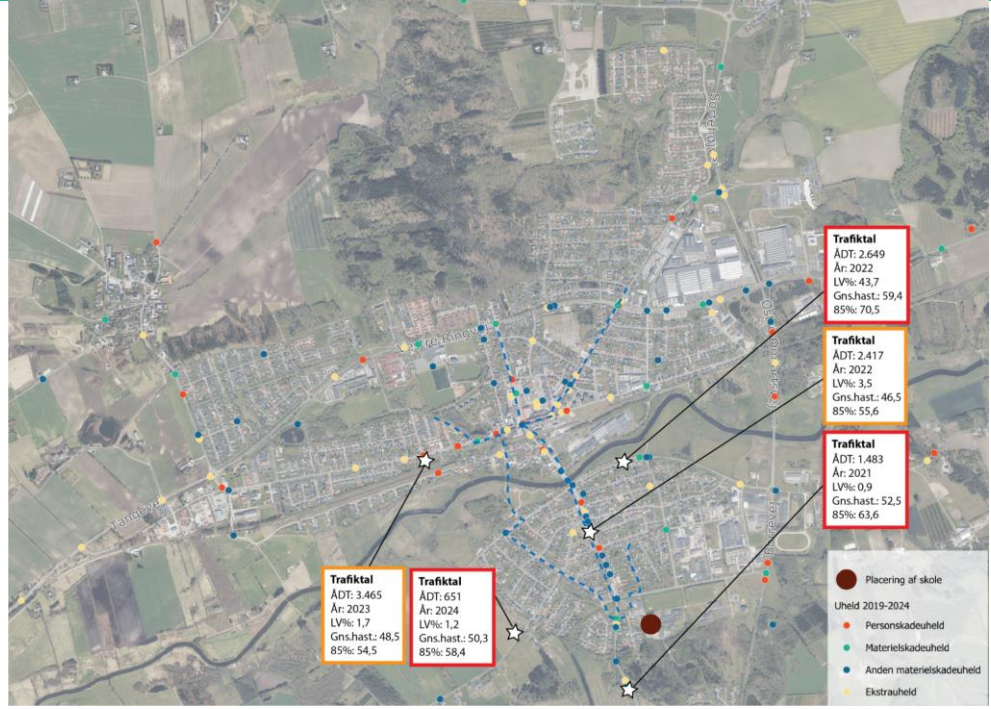 Trafiktal
ÅDT: 2.649
År: 2022
LV%: 43,7
Gns.hast.: 59,4
85%: 70,5
Trafiktal
ÅDT: 2.417
År: 2022
LV%: 3,5
Gns.hast.: 46,5
85%: 55,6
Trafiktal
ÅDT: 1.483
År: 2021
LV%: 0,9
Gns.hast.: 52,5
85%: 63,6
Trafiktal
ÅDT: 3.465
År: 2023
LV%: 1,7
Gns.hast.: 48,5
85%: 54,5
Trafiktal
ÅDT: 651
År: 2024
LV%: 1,2
Gns.hast.: 50,3
85%: 58,4
Placering af skole
Uheld 2019-2024
Personskadeuheld
Materielskadeuheld
Anden materielskadeuheld
Ekstrauheld